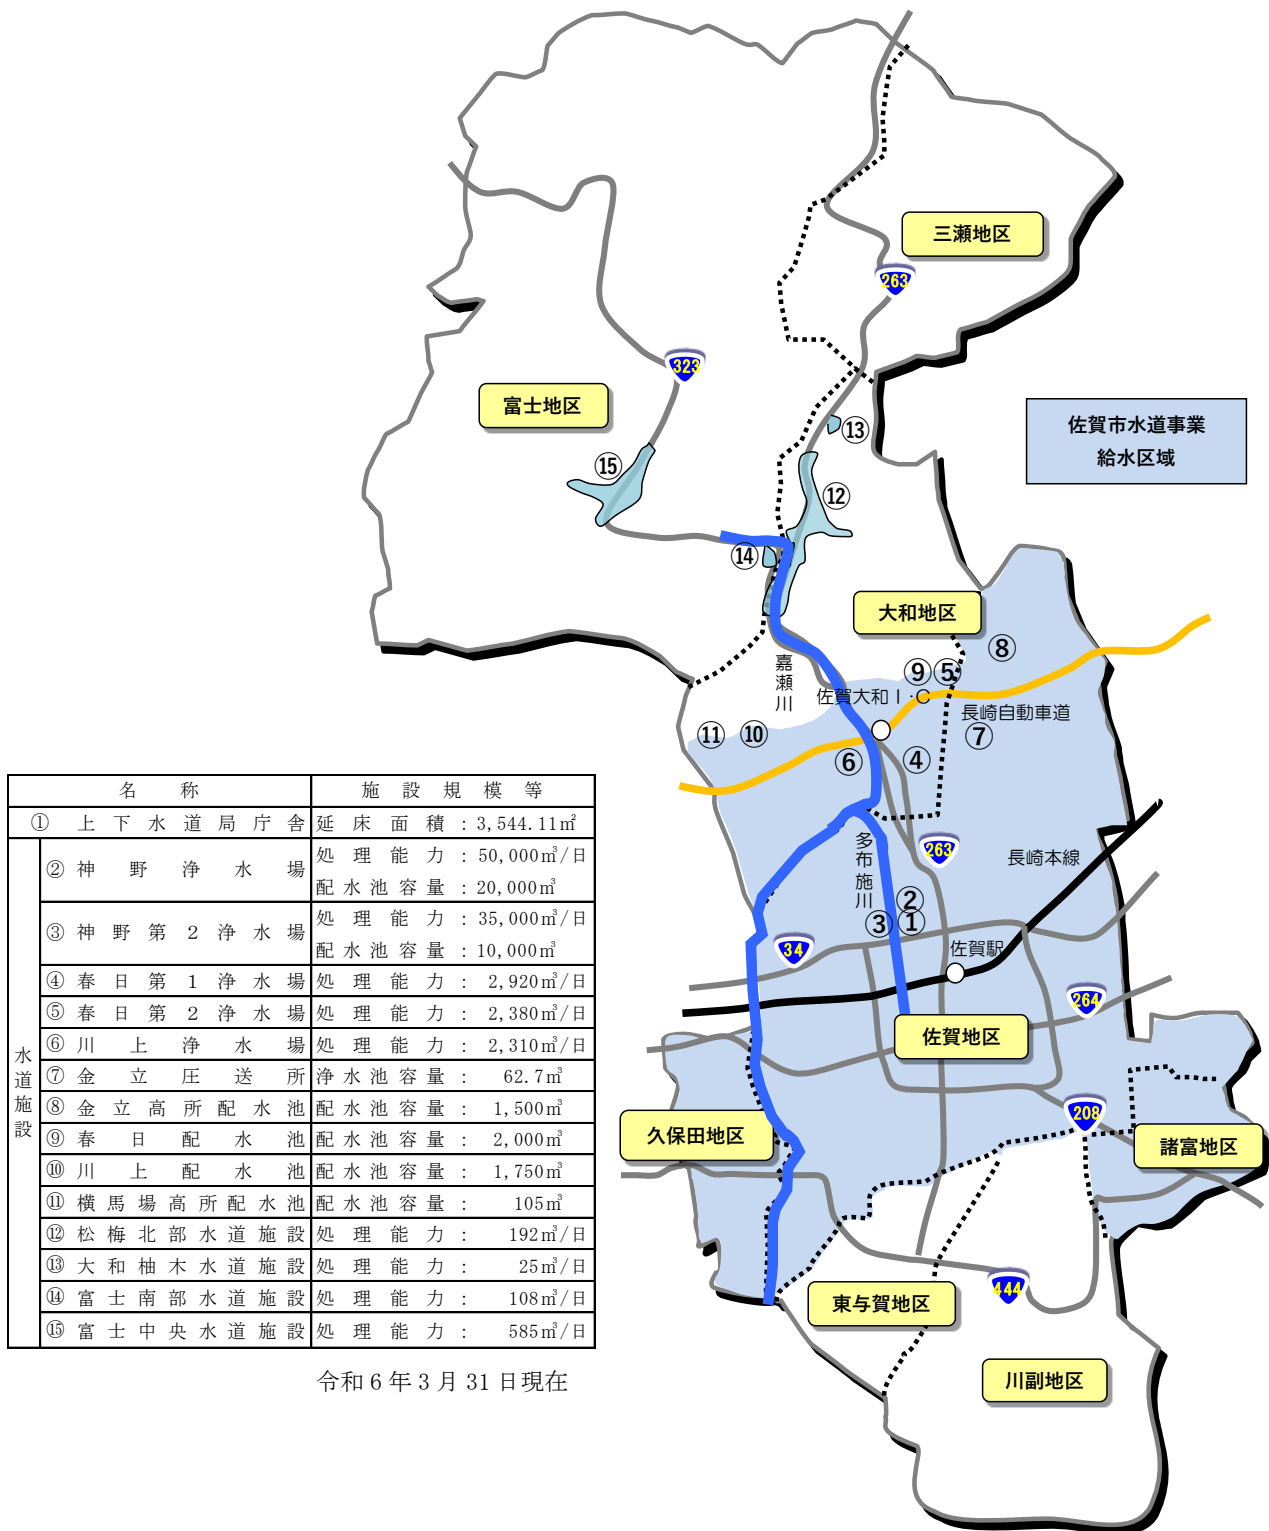 三瀬地区
263
323
富士地区
⑬
佐賀市水道事業
給水区域
⑮
⑫
⑭
大和地区
⑧
嘉瀬川
⑨
⑤
佐賀大和Ｉ・Ｃ
長崎自動車道
⑪
⑩
⑦
⑥
④
263
長崎本線
多布施川
②
③
①
34
佐賀駅
264
佐賀地区
久保田地区
208
諸富地区
444
東与賀地区
川副地区
名称 施設規模等
① 上下水道局庁舎 延床面積：3,544.11㎡
水道施設
② 神野浄水場 処理能力：50,000㎥/日
配水池容量：20,000㎥
③ 神野第2浄水場 処理能力：35,000㎥/日
配水池容量：10,000㎥
④ 春日第1浄水場 処理能力：2,920㎥/日
⑤ 春日第2浄水場 処理能力：2,380㎥/日
⑥ 川上浄水場 処理能力：2,310㎥/日
⑦ 金立圧送所 浄水池容量：62.7㎥
⑧ 金立高所配水池 配水池容量：1,500㎥
⑨ 春日配水池 配水池容量：2,000㎥
⑩ 川上配水池 配水池容量：1,750㎥
⑪ 横馬場高所配水池 配水池容量：105㎥
⑫ 松梅北部水道施設 処理能力：192㎥/日
⑬ 大和柚木水道施設 処理能力：25㎥/日
⑭ 富士南部水道施設 処理能力：108㎥/日
⑮ 富士中央水道施設 処理能力：585㎥/日
令和6年3月31日現在